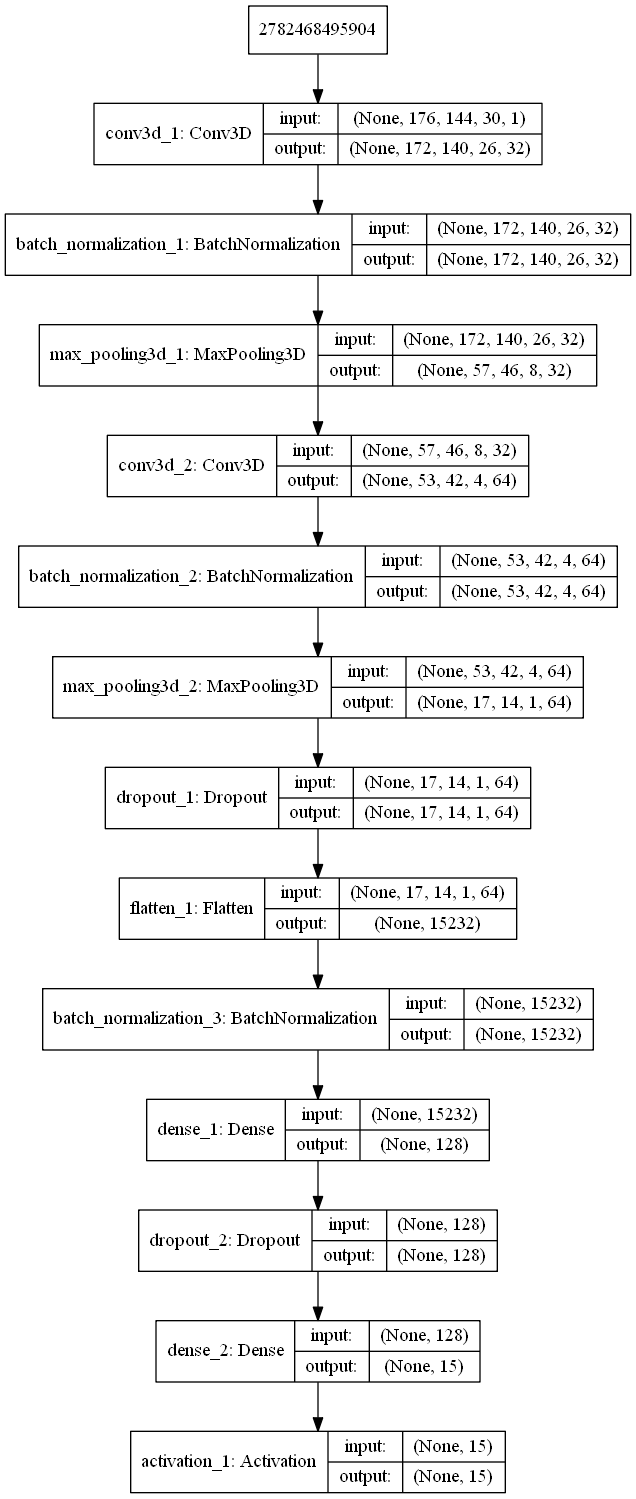 2782468495904
conv3d_1: Conv3D
input: (None, 176, 144, 30, 1)
output: (None, 172, 140, 26, 32)
batch_normalization_1: BatchNormalization
input: (None, 172, 140, 26, 32)
output: (None, 172, 140, 26, 32)
max_pooling3d_1: MaxPooling3D
input: (None, 172, 140, 26, 32)
output: (None, 57, 46, 8, 32)
conv3d_2: Conv3D
input: (None, 57, 46, 8, 32)
output: (None, 53, 42, 4, 64)
batch_normalization_2: BatchNormalization
input: (None, 53, 42, 4, 64)
output: (None, 53, 42, 4, 64)
max_pooling3d_2: MaxPooling3D
input: (None, 53, 42, 4, 64)
output: (None, 17, 14, 1, 64)
dropout_1: Dropout
input: (None, 17, 14, 1, 64)
output: (None, 17, 14, 1, 64)
flatten_1: Flatten
input: (None, 17, 14, 1, 64)
output: (None, 15232)
batch_normalization_3: BatchNormalization
input: (None, 15232)
output: (None, 15232)
dense_1: Dense
input: (None, 15232)
output: (None, 128)
dropout_2: Dropout
input: (None, 128)
output: (None, 128)
dense_2: Dense
input: (None, 128)
output: (None, 15)
activation_1: Activation
input: (None, 15)
output: (None, 15)